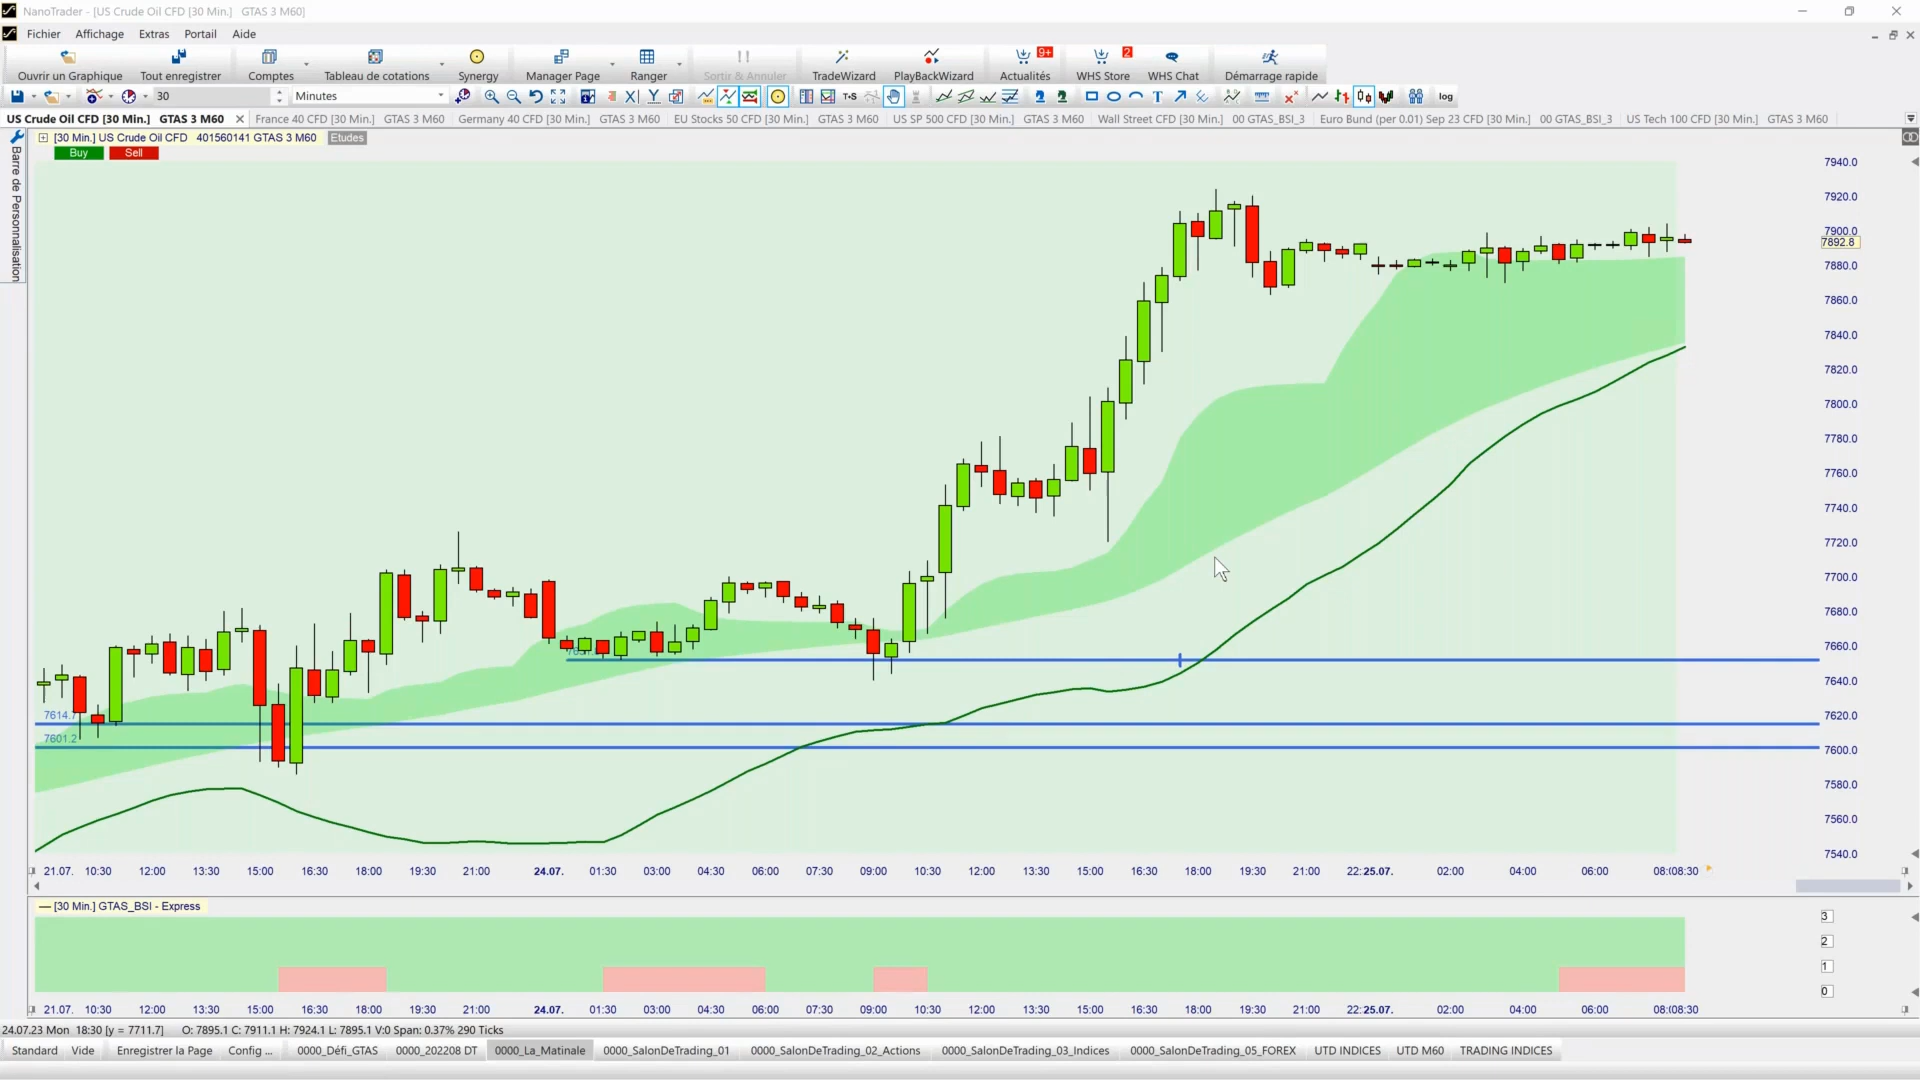 NanoTrader - [US Crude Oil CFD [30 Min.]   GTAS 3 M60]
Fichier Affichage Extras Portail Aide
Ouvrir un Graphique Tout enregistrer Comptes Tableau de cotations Synergy Manager Page Ranger Sortir & Annuler TradeWizard PlayBackWizard 9+ Actualités 2 WHS Store WHS Chat Démarrage rapide
30 Minutes T•S T log
US Crude Oil CFD [30 Min.] GTAS 3 M60 France 40 CFD [30 Min.] GTAS 3 M60 Germany 40 CFD [30 Min.] GTAS 3 M60 EU Stocks 50 CFD [30 Min.] GTAS 3 M60 US SP 500 CFD [30 Min.] GTAS 3 M60 Wall Street CFD [30 Min.] 00 GTAS_BSI_3 Euro Bund (per 0.01) Sep 23 CFD [30 Min.] 00 GTAS_BSI_3 US Tech 100 CFD [30 Min.] GTAS 3 M60
[30 Min.] US Crude Oil CFD 401560141 GTAS 3 M60 Etudes
Buy Sell
Barre de Personnalisation
7940.0
7920.0
7900.0
7892.8
7880.0
7860.0
7840.0
7820.0
7800.0
7780.0
7760.0
7740.0
7720.0
7700.0
7680.0
7660.0
7640.0
7620.0
7614.7
7601.2
7600.0
7580.0
7560.0
7540.0
21.07. 10:30 12:00 13:30 15:00 16:30 18:00 19:30 21:00 24.07. 01:30 03:00 04:30 06:00 07:30 09:00 10:30 12:00 13:30 15:00 16:30 18:00 19:30 21:00 22: 25.07. 02:00 04:00 06:00 08:0 08:30
[30 Min.] GTAS_BSI - Express
3
2
1
0
21.07. 10:30 12:00 13:30 15:00 16:30 18:00 19:30 21:00 24.07. 01:30 03:00 04:30 06:00 07:30 09:00 10:30 12:00 13:30 15:00 16:30 18:00 19:30 21:00 22: 25.07. 02:00 04:00 06:00 08:0 08:30
24.07.23 Mon 18:30 [y = 7711.7] O: 7895.1 C: 7911.1 H: 7924.1 L: 7895.1 V:0 Span: 0.37% 290 Ticks
Standard Vide Enregistrer la Page Config ... 0000_Défi_GTAS 0000_202208 DT 0000_La_Matinale 0000_SalonDeTrading_01 0000_SalonDeTrading_02_Actions 0000_SalonDeTrading_03_Indices 0000_SalonDeTrading_05_FOREX UTD INDICES UTD M60 TRADING INDICES